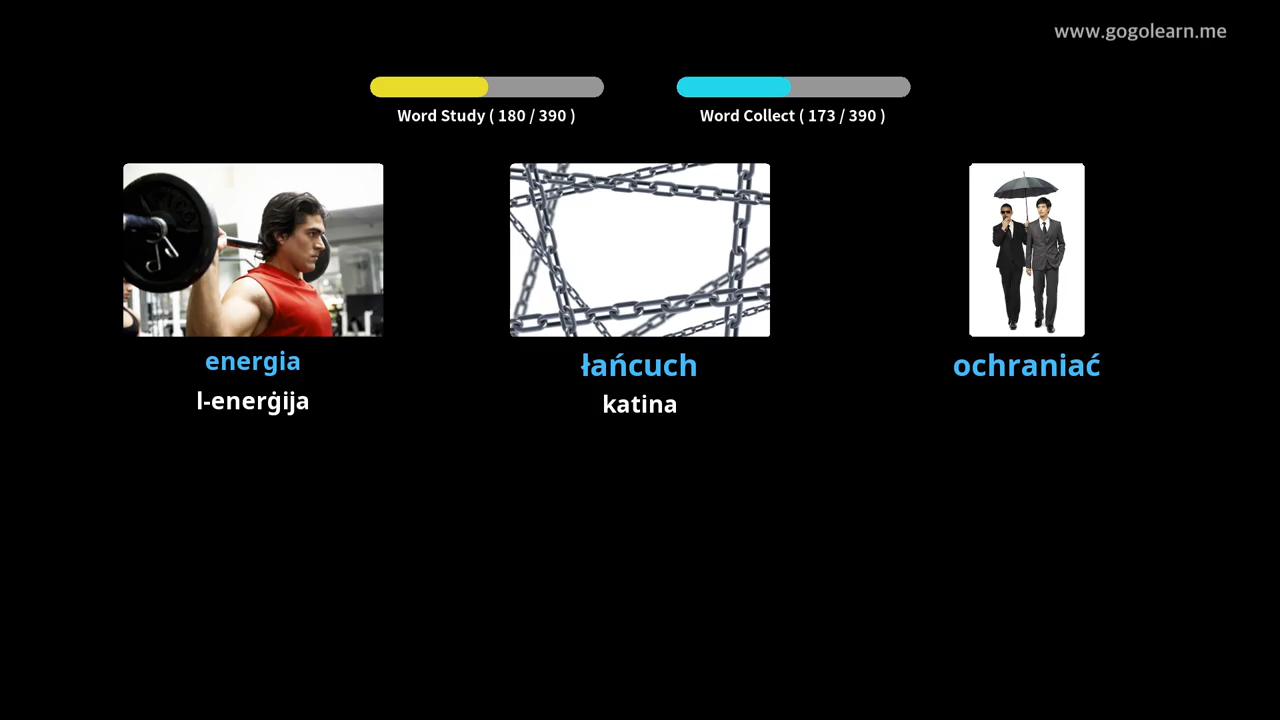 www.gogolearn.me
Word Study ( 180 / 390 )
Word Collect ( 173 / 390 )
energia
l-enerġija
łańcuch
katina
ochraniać